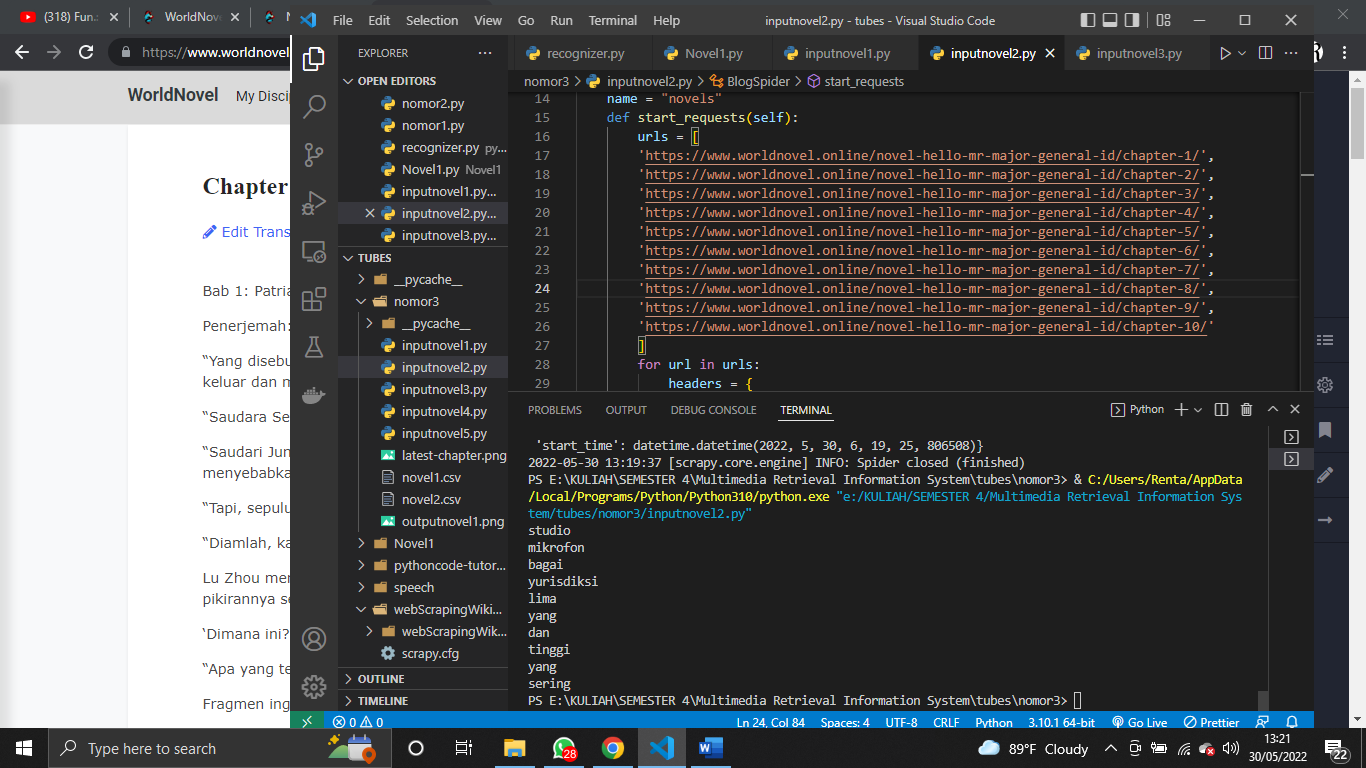 (318) Fun.
WorldNovel
https://www.worldnovel
WorldNovel My Disci
Chapter
Edit Trans
Bab 1: Patria
Penerjemah:
“Yang disebu
keluar dan m
“Saudara Se
“Saudari Jun
menyebabka
“Tapi, sepulu
“Diamlah, ka
Lu Zhou mer
pikirannya se
‘Dimana ini?
“Apa yang te
Fragmen ing
File Edit Selection View Go Run Terminal Help
inputnovel2.py - tubes - Visual Studio Code
EXPLORER
OPEN EDITORS
nomor2.py
nomor1.py
recognizer.py py...
Novel1.py Novel1
inputnovel1.py...
inputnovel2.py...
inputnovel3.py...
TUBES
__pycache__
nomor3
__pycache__
inputnovel1.py
inputnovel2.py
inputnovel3.py
inputnovel4.py
inputnovel5.py
latest-chapter.png
novel1.csv
novel2.csv
outputnovel1.png
Novel1
pythoncode-tutor...
speech
webScrapingWiki...
webScrapingWik...
scrapy.cfg
OUTLINE
TIMELINE
recognizer.py Novel1.py inputnovel1.py inputnovel2.py inputnovel3.py
nomor3 > inputnovel2.py > BlogSpider > start_requests
14 name = "novels"
15 def start_requests(self):
16 urls = [
17 'https://www.worldnovel.online/novel-hello-mr-major-general-id/chapter-1/',
18 'https://www.worldnovel.online/novel-hello-mr-major-general-id/chapter-2/',
19 'https://www.worldnovel.online/novel-hello-mr-major-general-id/chapter-3/',
20 'https://www.worldnovel.online/novel-hello-mr-major-general-id/chapter-4/',
21 'https://www.worldnovel.online/novel-hello-mr-major-general-id/chapter-5/',
22 'https://www.worldnovel.online/novel-hello-mr-major-general-id/chapter-6/',
23 'https://www.worldnovel.online/novel-hello-mr-major-general-id/chapter-7/',
24 'https://www.worldnovel.online/novel-hello-mr-major-general-id/chapter-8/',
25 'https://www.worldnovel.online/novel-hello-mr-major-general-id/chapter-9/',
26 'https://www.worldnovel.online/novel-hello-mr-major-general-id/chapter-10/'
27 ]
28 for url in urls:
29 headers = {
PROBLEMS OUTPUT DEBUG CONSOLE TERMINAL
Python
'start_time': datetime.datetime(2022, 5, 30, 6, 19, 25, 806508)}
2022-05-30 13:19:37 [scrapy.core.engine] INFO: Spider closed (finished)
PS E:\KULIAH\SEMESTER 4\Multimedia Retrieval Information System\tubes\nomor3> & C:/Users/Renta/AppData
/Local/Programs/Python/Python310/python.exe "e:/KULIAH/SEMESTER 4/Multimedia Retrieval Information Sys
tem/tubes/nomor3/inputnovel2.py"
studio
mikrofon
bagai
yurisdiksi
lima
yang
dan
tinggi
yang
sering
PS E:\KULIAH\SEMESTER 4\Multimedia Retrieval Information System\tubes\nomor3>
0 0
Ln 24, Col 84 Spaces: 4 UTF-8 CRLF Python 3.10.1 64-bit Go Live Prettier
Type here to search
28
89°F Cloudy
13:21
30/05/2022
22